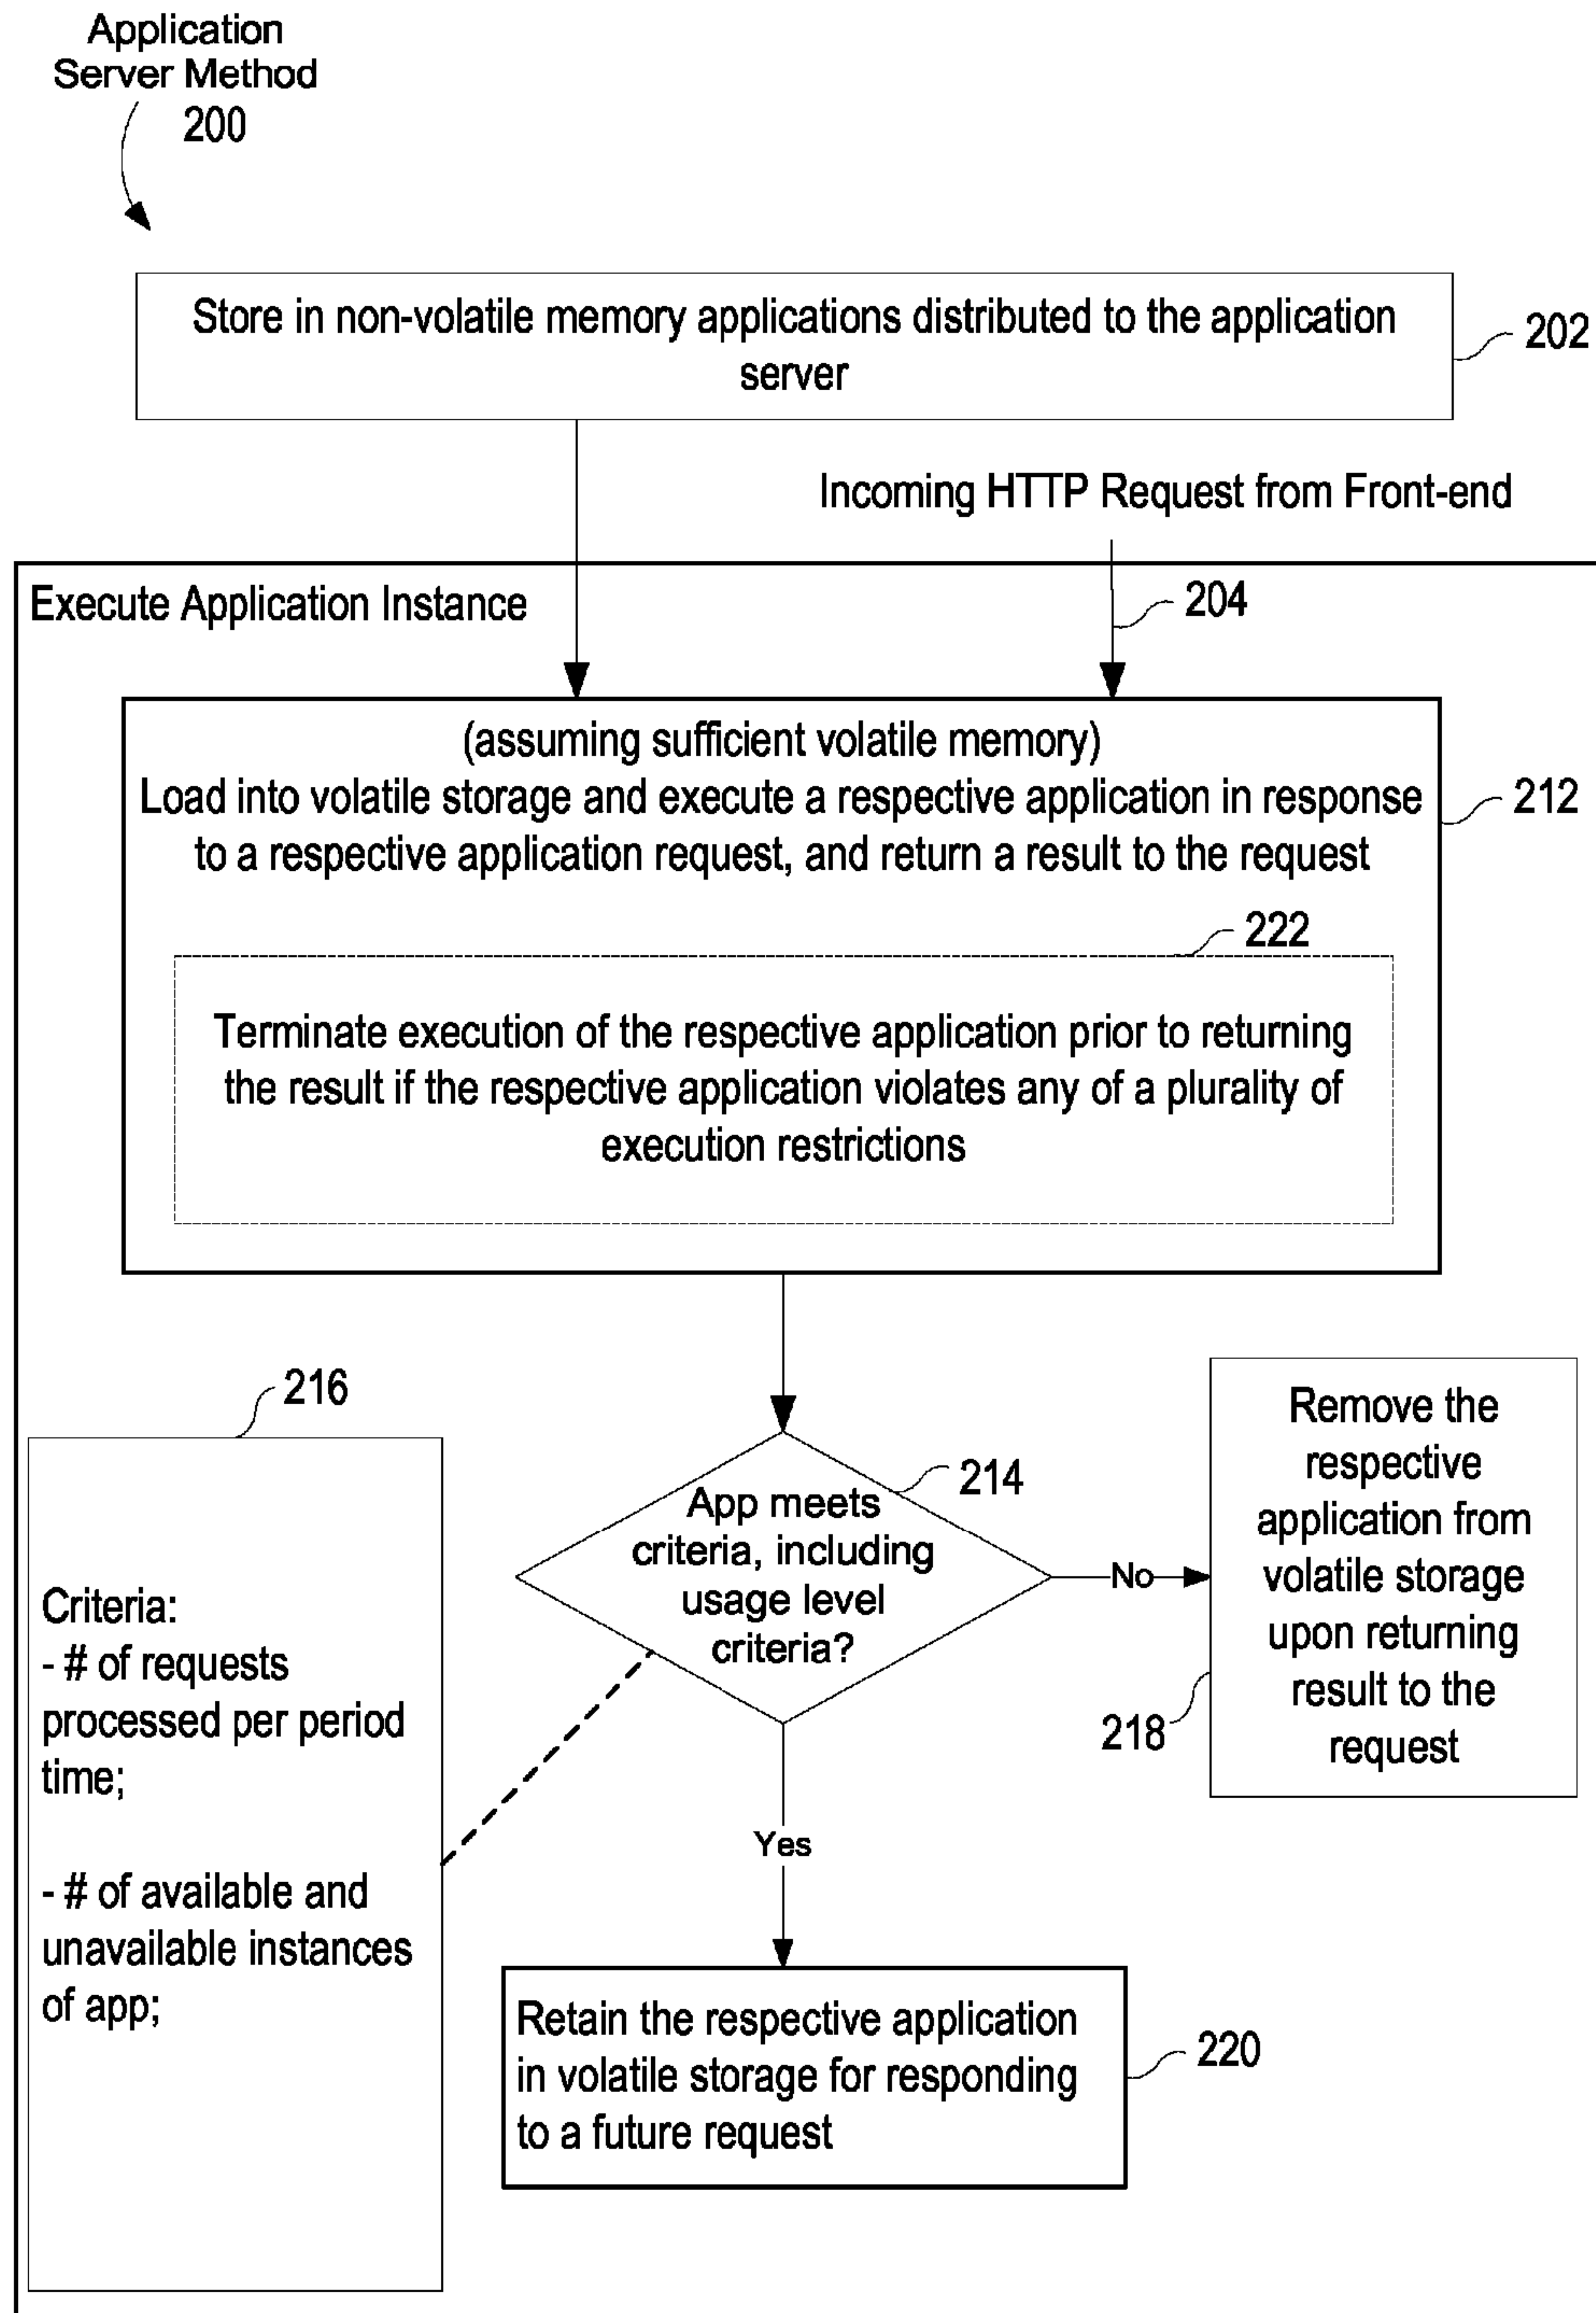 Application
Server Method
200
Store in non-volatile memory applications distributed to the application
server
202
Incoming HTTP Request from Front-end
Execute Application Instance
204
(assuming sufficient volatile memory)
Load into volatile storage and execute a respective application in response
to a respective application request, and return a result to the request
212
222
Terminate execution of the respective application prior to returning
the result if the respective application violates any of a plurality of
execution restrictions
216
Criteria:
- # of requests
processed per period
time;
- # of available and
unavailable instances
of app;
214
App meets
criteria, including
usage level
criteria?
No
Remove the
respective
application from
volatile storage
upon returning
result to the
request
218
Yes
Retain the respective application
in volatile storage for responding
to a future request
220